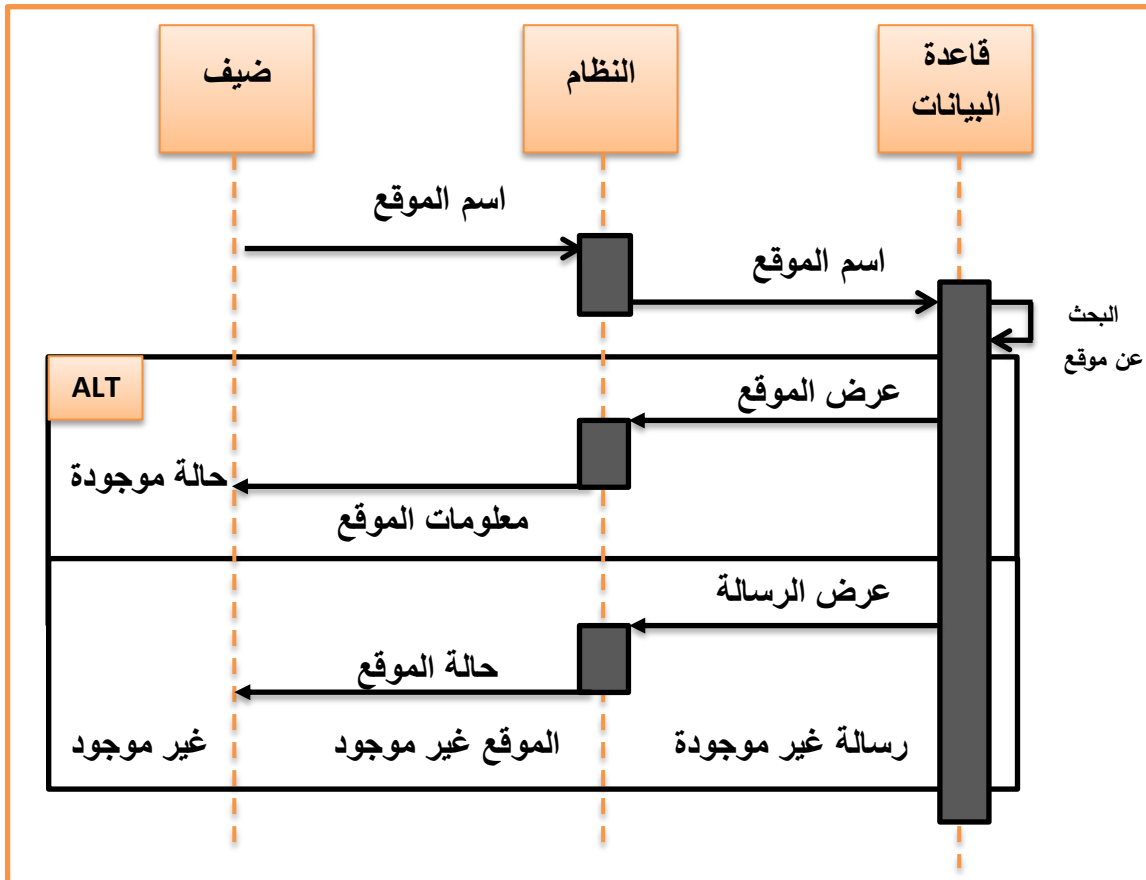 ضيف
النظام
قاعدة
البيانات
اسم الموقع
اسم الموقع
البحث
عن موقع
ALT
عرض الموقع
حالة موجودة
معلومات الموقع
عرض الرسالة
حالة الموقع
رسالة غير موجودة
الموقع غير موجود
غير موجود